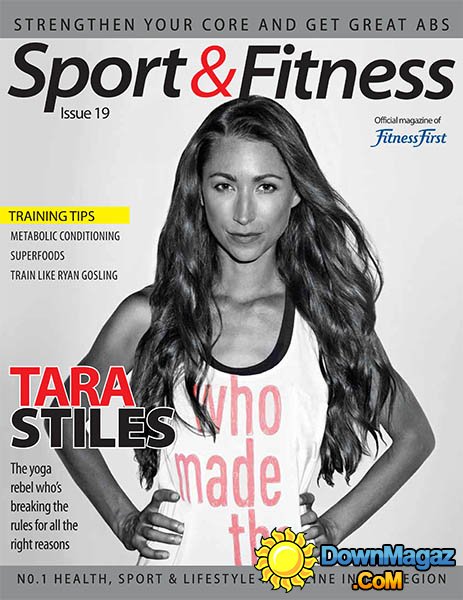 STRENGTHEN YOUR CORE AND GET GREAT ABS
Sport&Fitness
Issue 19
Official magazine of
FitnessFirst
TRAINING TIPS
METABOLIC CONDITIONING
SUPERFOODS
TRAIN LIKE RYAN GOSLING
TARA
STILES
The yoga
rebel who's
breaking the
rules for all the
right reasons
who
made
th
DownMagaz
.CoM
NO.1 HEALTH, SPORT & LIFESTYLE